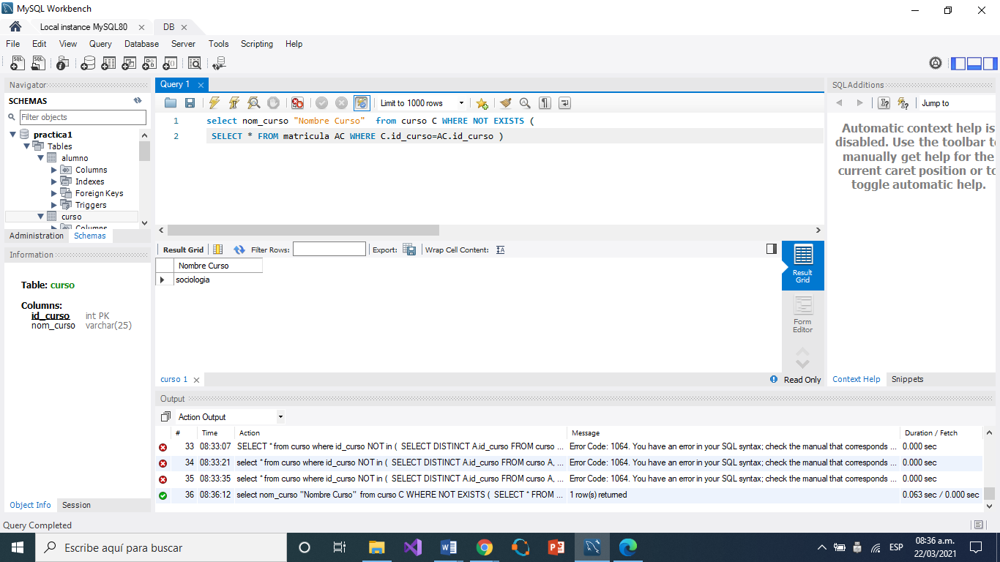 MySQL Workbench
Local instance MySQL80
DB
File Edit View Query Database Server Tools Scripting Help
Navigator
SCHEMAS
Filter objects
practica1
Tables
alumno
Columns
Indexes
Foreign Keys
Triggers
curso
Columns
Administration Schemas
Information
Table: curso
Columns:
id_curso int PK
nom_curso varchar(25)
Object Info Session
Query 1
Limit to 1000 rows
1 select nom_curso "Nombre Curso" from curso C WHERE NOT EXISTS (
2 SELECT * FROM matricula AC WHERE C.id_curso=AC.id_curso )
Result Grid Filter Rows: Export: Wrap Cell Content:
Nombre Curso
sociologia
Result
Grid
Form
Editor
curso 1
Read Only
SQLAdditions
Jump to
Automatic context help is
disabled. Use the toolbar to
manually get help for the
current caret position or to
toggle automatic help.
Context Help Snippets
Output
Action Output
# Time Action Message Duration / Fetch
33 08:33:07 SELECT * from curso where id_curso NOT in ( SELECT DISTINCT A.id_curso FROM curso ... Error Code: 1064. You have an error in your SQL syntax; check the manual that corresponds ... 0.000 sec
34 08:33:21 select * from curso where id_curso NOT in ( SELECT DISTINCT A.id_curso FROM curso A, ... Error Code: 1064. You have an error in your SQL syntax; check the manual that corresponds ... 0.000 sec
35 08:33:35 select * from curso where id_curso NOT in ( SELECT DISTINCT A.id_curso FROM curso A, ... Error Code: 1064. You have an error in your SQL syntax; check the manual that corresponds ... 0.000 sec
36 08:36:12 select nom_curso "Nombre Curso" from curso C WHERE NOT EXISTS ( SELECT * FROM ... 1 row(s) returned 0.063 sec / 0.000 sec
Query Completed
Escribe aquí para buscar
ESP
08:36 a.m.
22/03/2021